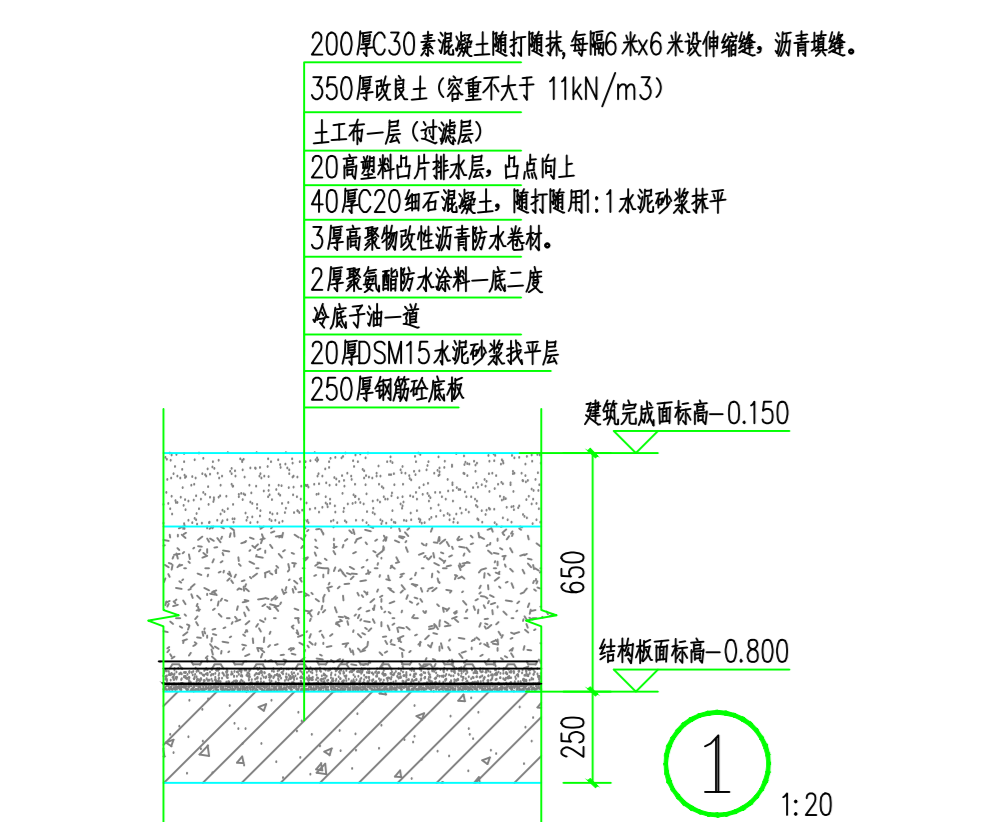 200厚C30素混凝土随打随抹,每隔6米x6米设伸缩缝，沥青填缝。
350厚改良土（容重不大于 11kN/m3）
土工布一层（过滤层）
20高塑料凸片排水层，凸点向上
40厚C20细石混凝土，随打随用1:1水泥砂浆抹平
3厚高聚物改性沥青防水卷材。
2厚聚氨酯防水涂料一底二度
冷底子油一道
20厚DSM15水泥砂浆找平层
250厚钢筋砼底板
建筑完成面标高-0.150
650
结构板面标高-0.800
250
1
1:20